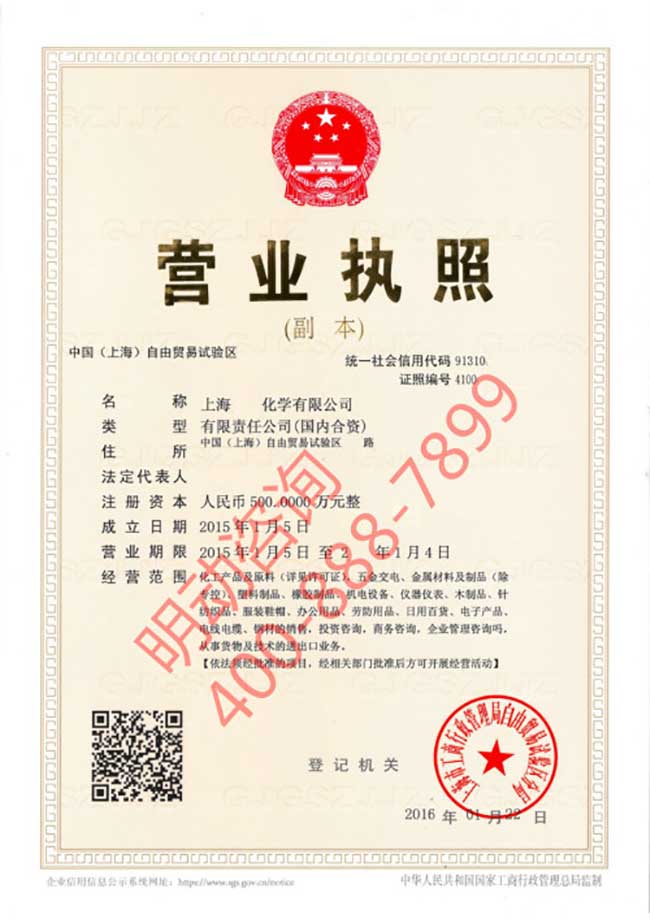 营业执照
(副 本)
中国（上海）自由贸易试验区
统一社会信用代码 91310
证照编号 4100
名 称 上海 化学有限公司
类 型 有限责任公司(国内合资)
住 所 中国（上海）自由贸易试验区 路
法定代表人
注 册 资 本 人民币500.0000万元整
成 立 日 期 2015年1月5日
营 业 期 限 2015年1月5日 至 2 年1月4日
经 营 范 围 化工产品及原料（详见许可证）、五金交电、金属材料及制品（除
专控）、塑料制品、橡胶制品、机电设备、仪器仪表、木制品、针
纺织品、服装鞋帽、办公用品、劳防用品、日用百货、电子产品、
电线电缆、钢材的销售，投资咨询，商务咨询，企业管理咨询吗，
从事货物及技术的进出口业务。
【依法须经批准的项目，经相关部门批准后方可开展经营活动】
明动咨询
400-888-7899
登 记 机 关
上海市工商行政管理局自由贸易试验区分局
2016 年 01 月 22 日
企业信用信息公示系统网址：https://www.sgs.gov.cn/notice
中华人民共和国国家工商行政管理总局监制